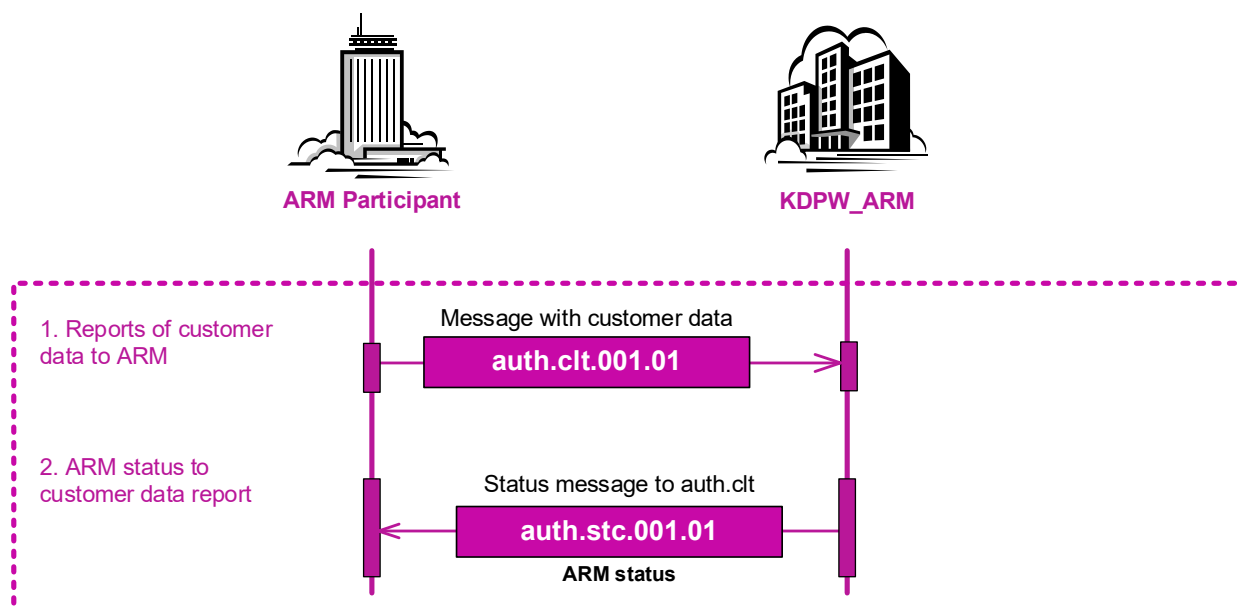 ARM Participant
KDPW_ARM
1. Reports of customer
data to ARM
Message with customer data
auth.clt.001.01
2. ARM status to
customer data report
Status message to auth.clt
auth.stc.001.01
ARM status